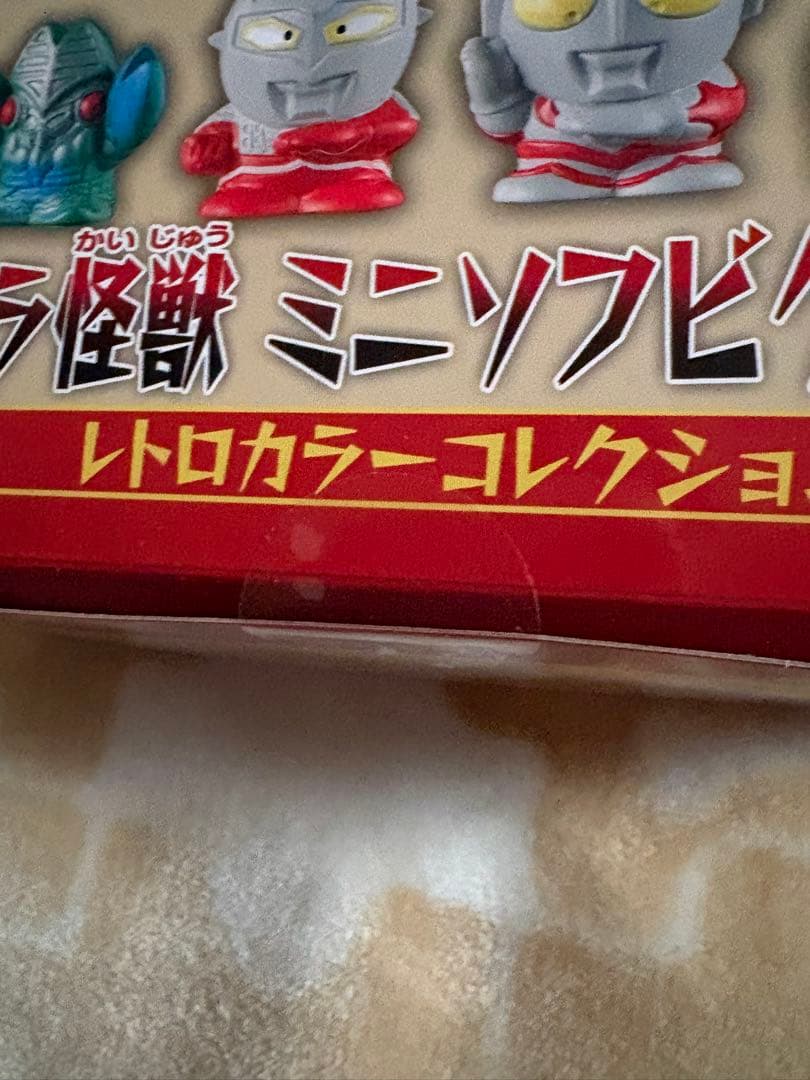 かいじゅう
ラ怪獣 ミニソフビ
レトロカラーコレクショ